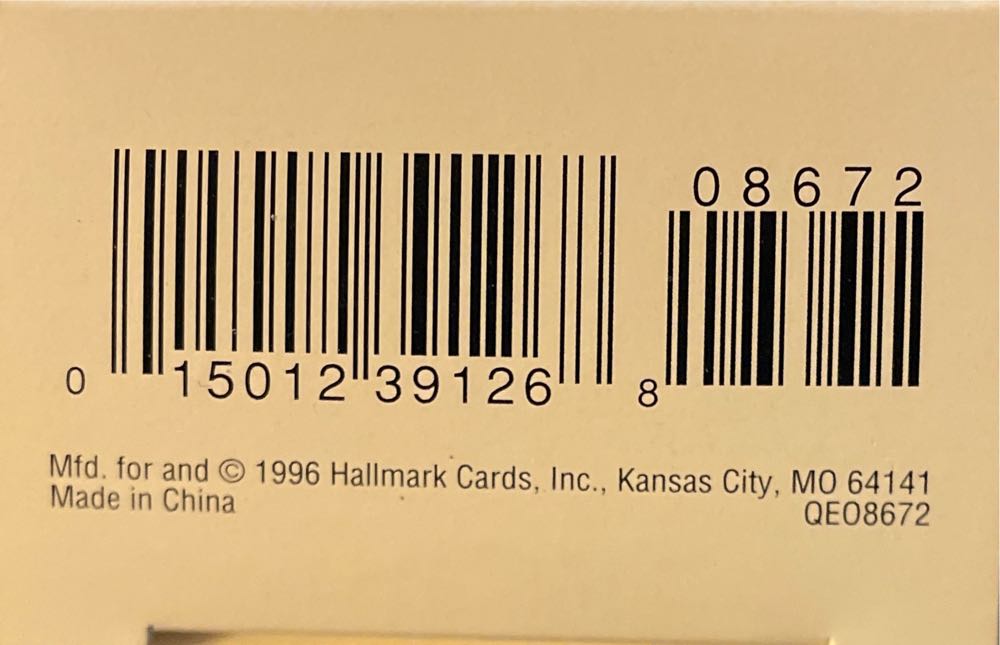 08672
0 15012 39126 8
Mfd. for and © 1996 Hallmark Cards, Inc., Kansas City, MO 64141
Made in China
QEO8672